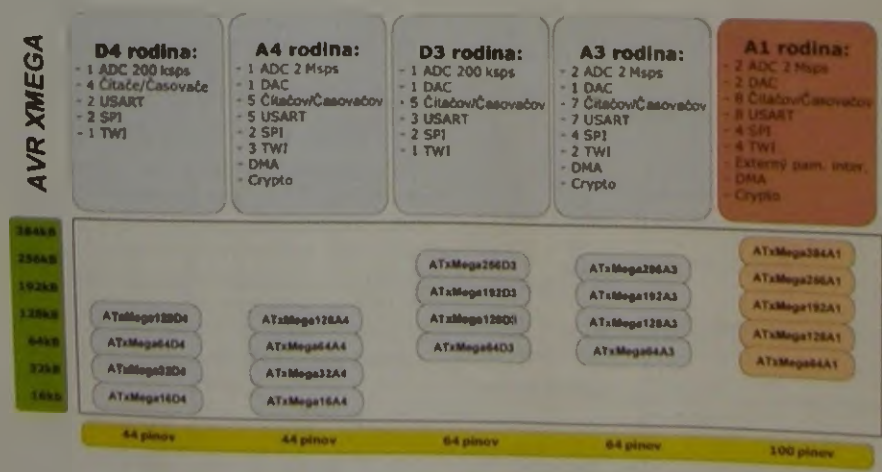 AVR XMEGA
D4 rodina:
- 1 ADC 200 ksps
- 4 Čítače/Časovače
- 2 USART
- 2 SPI
- 1 TWI
A4 rodina:
- 1 ADC 2 Msps
- 1 DAC
- 5 Čítačov/Časovačov
- 5 USART
- 2 SPI
- 3 TWI
- DMA
- Crypto
D3 rodina:
- 1 ADC 200 ksps
- 1 DAC
- 5 Čítačov/Časovačov
- 3 USART
- 2 SPI
- 1 TWI
A3 rodina:
- 2 ADC 2 Msps
- 1 DAC
- 7 Čítačov/Časovačov
- 7 USART
- 4 SPI
- 2 TWI
- DMA
- Crypto
A1 rodina:
- 2 ADC 2 Msps
- 2 DAC
- 8 Čítačov/Časovačov
- 8 USART
- 4 SPI
- 4 TWI
- Externý pam. inter.
- DMA
- Crypto
384kB
256kB
192kB
128kB
64kB
32kB
16kB
ATxMega128D4
ATxMega64D4
ATxMega32D4
ATxMega16D4
ATxMega128A4
ATxMega64A4
ATxMega32A4
ATxMega16A4
ATxMega256D3
ATxMega192D3
ATxMega128D3
ATxMega64D3
ATxMega256A3
ATxMega192A3
ATxMega128A3
ATxMega64A3
ATxMega384A1
ATxMega256A1
ATxMega192A1
ATxMega128A1
ATxMega64A1
44 pinov
44 pinov
64 pinov
64 pinov
100 pinov